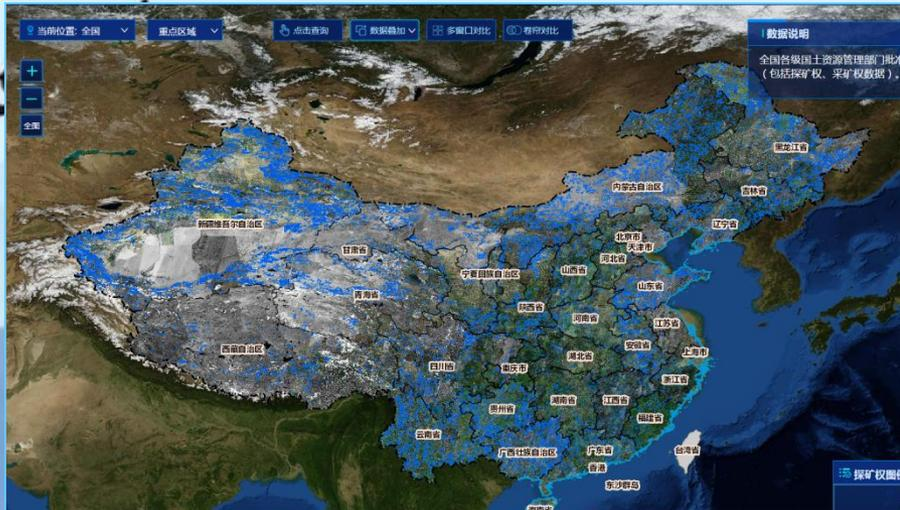 当前位置: 全国
重点区域
点击查询
数据叠加
多窗口对比
卷帘对比
数据说明
全国各级国土资源管理部门批准
（包括探矿权、采矿权数据）。
+
−
全图
黑龙江省
内蒙古自治区
吉林省
新疆维吾尔自治区
辽宁省
北京市
天津市
甘肃省
河北省
宁夏回族自治区
山西省
山东省
青海省
陕西省
河南省
江苏省
西藏自治区
安徽省
上海市
湖北省
四川省
重庆市
浙江省
湖南省
江西省
贵州省
福建省
云南省
广西壮族自治区
广东省
台湾省
香港
东沙群岛
海南省
探矿权图例